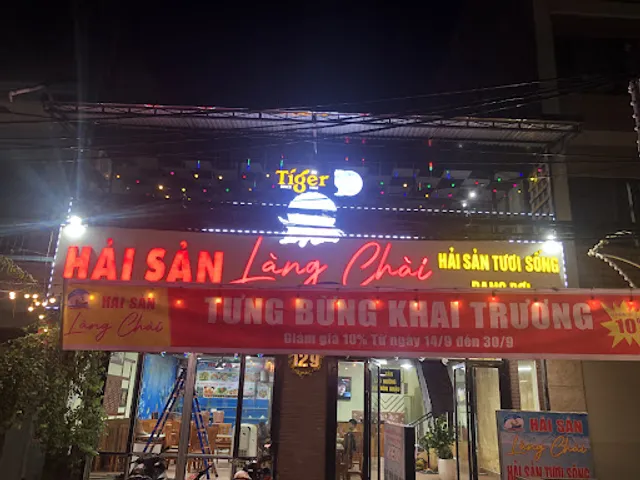 Tiger
HẢI SẢN Làng Chài
HẢI SẢN TƯƠI SỐNG
HẢI SẢN
Làng Chài
TƯNG BỪNG KHAI TRƯƠNG
Giảm giá 10% Từ ngày 14/9 đến 30/9
10%
129
HẢI SẢN
Làng Chài
HẢI SẢN TƯƠI SỐNG